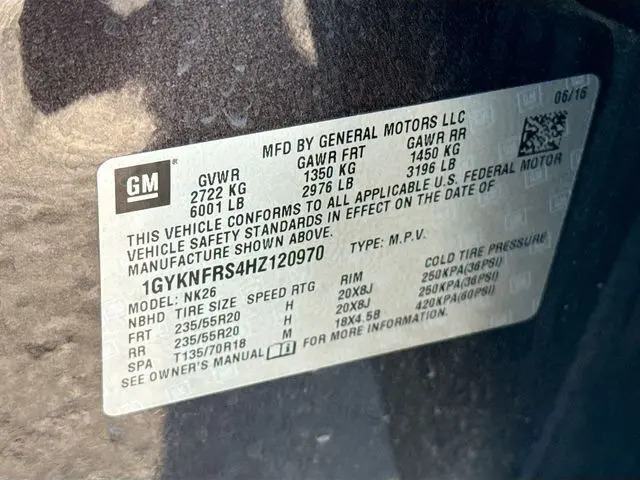 06/16
MFD BY GENERAL MOTORS LLC
GM ®
GVWR GAWR FRT GAWR RR
2722 KG 1350 KG 1450 KG
6001 LB 2976 LB 3196 LB
THIS VEHICLE CONFORMS TO ALL APPLICABLE U.S. FEDERAL MOTOR
VEHICLE SAFETY STANDARDS IN EFFECT ON THE DATE OF
MANUFACTURE SHOWN ABOVE.
1GYKNFRS4HZ120970 TYPE: M.P.V.
MODEL: NK26
NBHD TIRE SIZE SPEED RTG RIM
FRT 235/55R20 H 20X8J 250KPA(36PSI)
RR 235/55R20 H 20X8J 250KPA(36PSI)
SPA T135/70R18 M 18X4.5B 420KPA(60PSI)
SEE OWNER'S MANUAL FOR MORE INFORMATION.